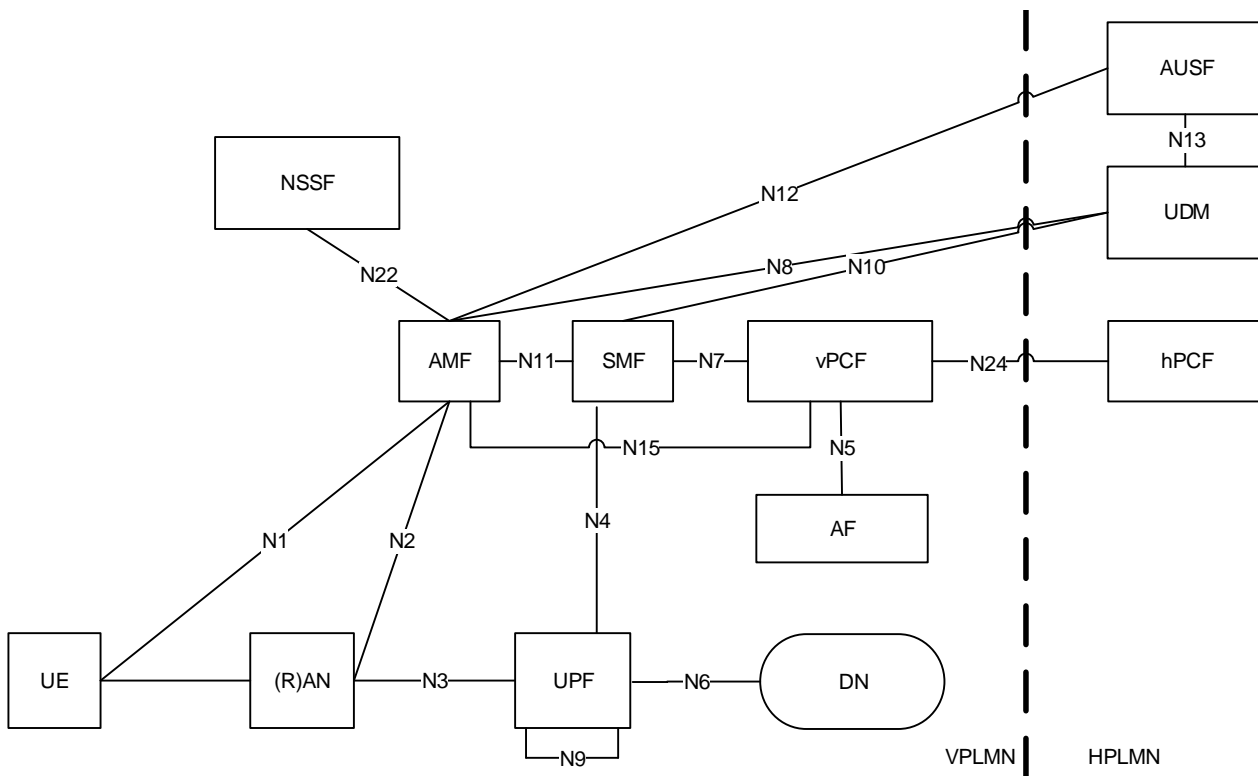 AUSF
N13
NSSF
N12
UDM
N22
N8
N10
AMF
N11
SMF
N7
vPCF
N24
hPCF
N15
N5
N4
AF
N1
N2
UE
(R)AN
N3
UPF
N6
DN
N9
VPLMN
HPLMN